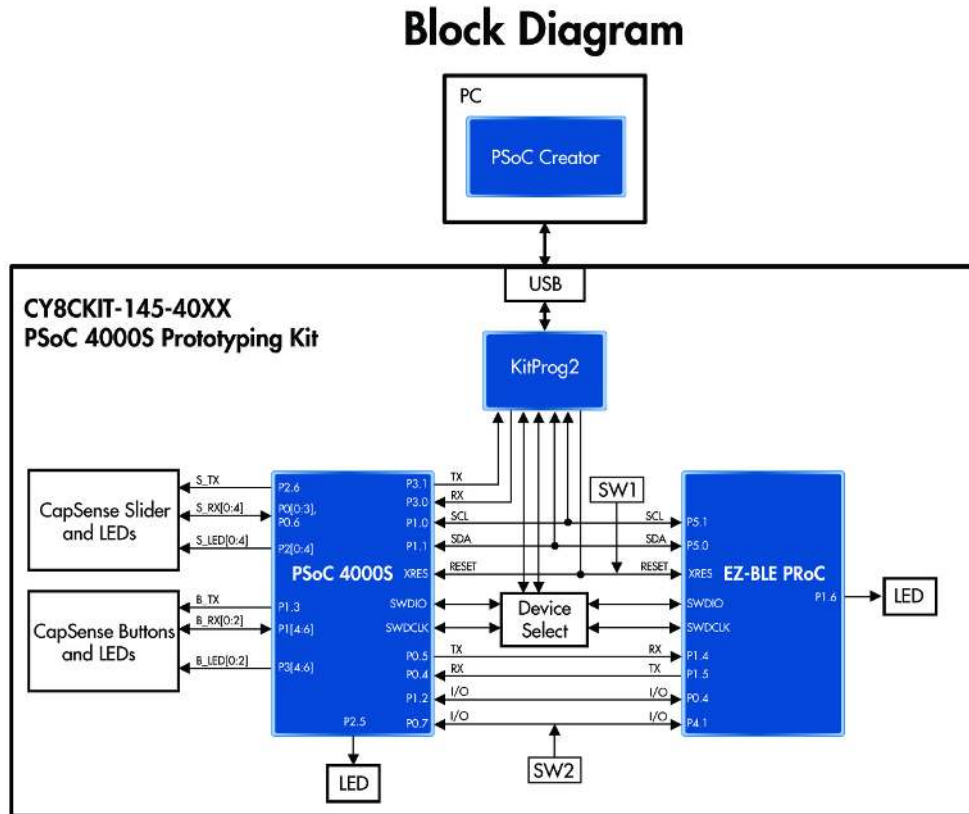 Block Diagram
PC
PSoC Creator
USB
CY8CKIT-145-40XX
PSoC 4000S Prototyping Kit
KitProg2
CapSense Slider
and LEDs
S_TX
S_RX[0:4]
S_LED[0:4]
P2.6
P0[0:3],
P0.6
P2[0:4]
CapSense Buttons
and LEDs
B_TX
B_RX[0:2]
B_LED[0:2]
P1.3
P1[4:6]
P3[4:6]
PSoC 4000S
P2.5
LED
P3.1 TX
P3.0 RX
P1.0 SCL SCL P5.1
P1.1 SDA SDA P5.0
XRES RESET RESET XRES
SWDIO SWDIO
SWDCLK SWDCLK
P0.5 TX RX P1.4
P0.4 RX TX P1.5
P1.2 I/O I/O P0.4
P0.7 I/O I/O P4.1
SW1
Device
Select
SW2
EZ-BLE PRoC
P1.6
LED